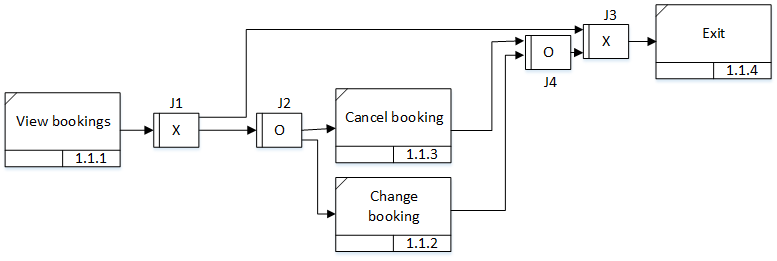 J3
Exit
X
O
1.1.4
J4
J1
J2
View bookings
X
O
Cancel booking
1.1.1
1.1.3
Change
booking
1.1.2